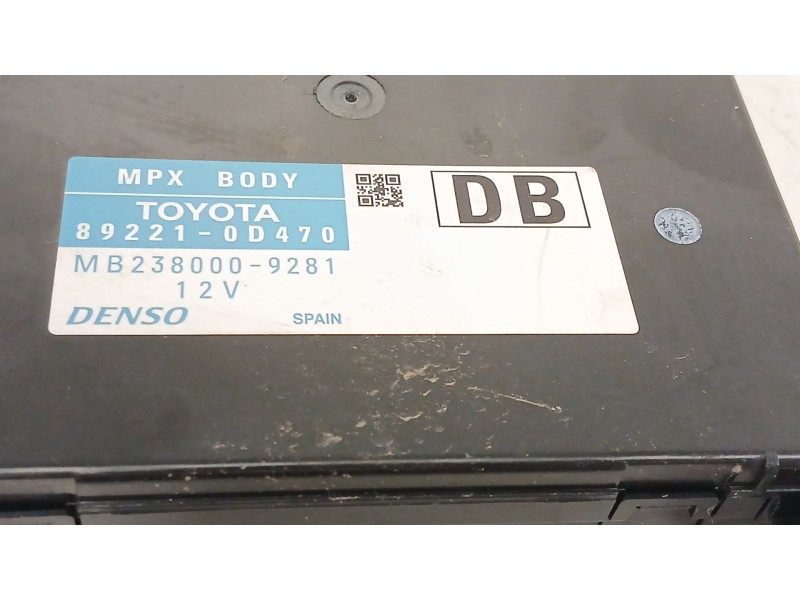 MPX BODY
TOYOTA
89221-0D470
MB238000-9281
12V
DENSO
SPAIN
DB